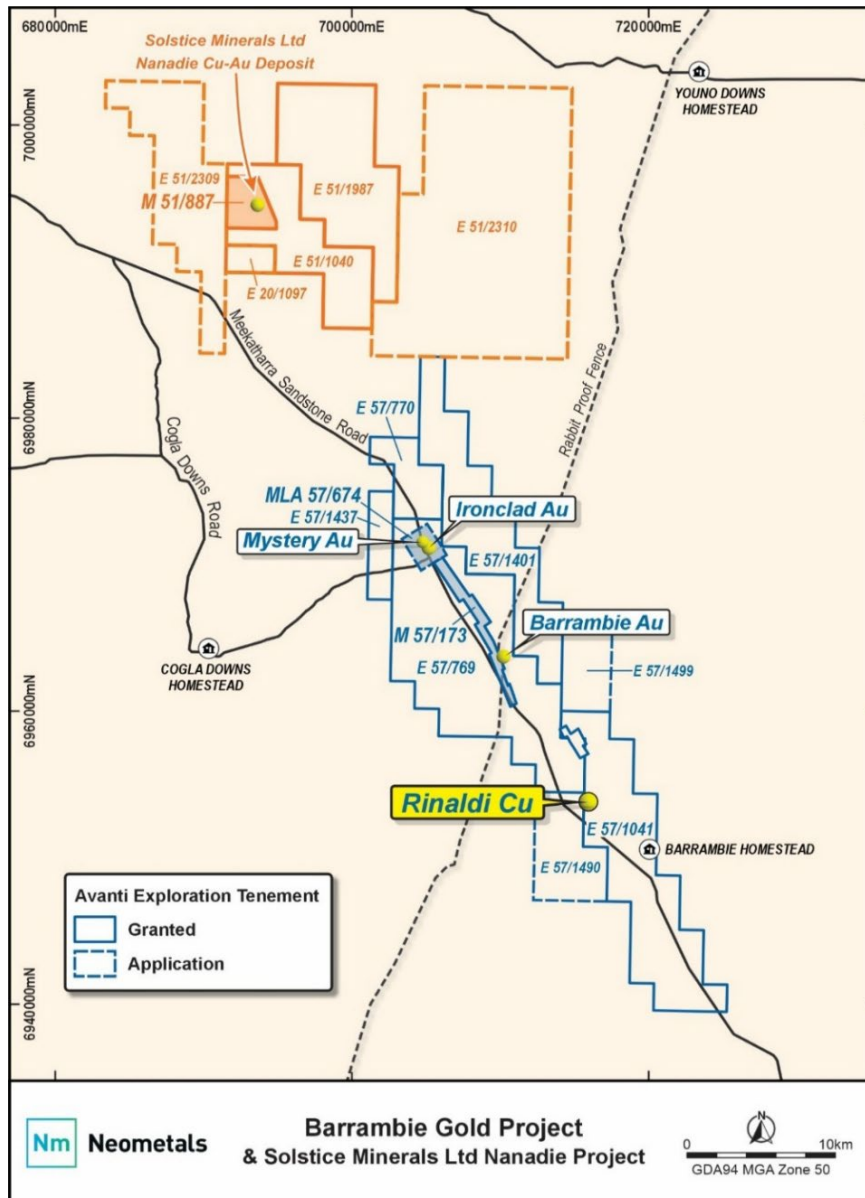 680000mE
700000mE
720000mE
Solstice Minerals Ltd
Nanadie Cu-Au Deposit
YOUNO DOWNS
HOMESTEAD
7000000mN
E 51/2309
E 51/1987
M 51/887
E 51/2310
E 51/1040
E 20/1097
Meekatharra Sandstone Road
Rabbit Proof Fence
6980000mN
Cogla Downs Road
E 57/770
MLA 57/674
Ironclad Au
E 57/1437
Mystery Au
E 57/1401
M 57/173
Barrambie Au
COGLA DOWNS
HOMESTEAD
E 57/769
E 57/1499
6960000mN
Rinaldi Cu
E 57/1041
BARRAMBIE HOMESTEAD
E 57/1490
Avanti Exploration Tenement
Granted
Application
6940000mN
Nm Neometals
Barrambie Gold Project
& Solstice Minerals Ltd Nanadie Project
N
0 10km
GDA94 MGA Zone 50